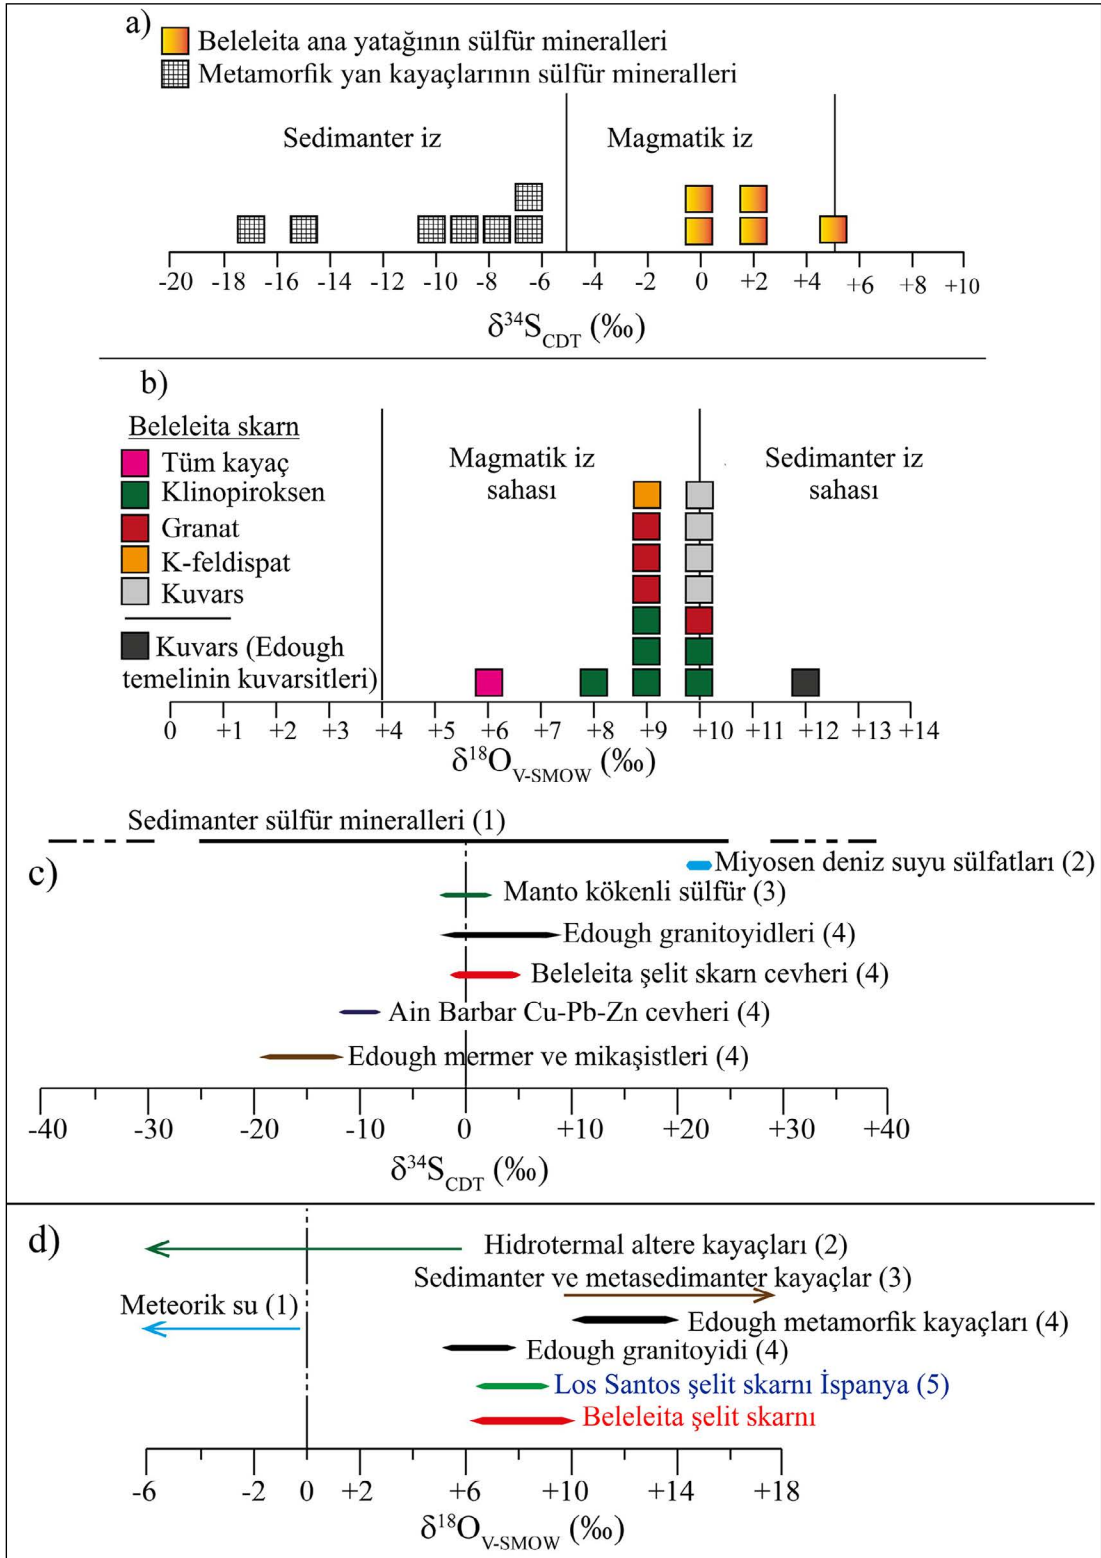 a)
Beleleita ana yatağının sülfür mineralleri
Metamorfik yan kayaçlarının sülfür mineralleri
Sedimanter iz
Magmatik iz
-20 -18 -16 -14 -12 -10 -8 -6 -4 -2 0 +2 +4 +6 +8 +10
δ³⁴S_CDT (‰)
b)
Beleleita skarn
Tüm kayaç
Klinopiroksen
Granat
K-feldispat
Kuvars
Kuvars (Edough
temelinin kuvarsitleri)
Magmatik iz
sahası
Sedimanter iz
sahası
0 +1 +2 +3 +4 +5 +6 +7 +8 +9 +10 +11 +12 +13 +14
δ¹⁸O_V-SMOW (‰)
Sedimanter sülfür mineralleri (1)
c)
Miyosen deniz suyu sülfatları (2)
Manto kökenli sülfür (3)
Edough granitoyidleri (4)
Beleleita şelit skarn cevheri (4)
Ain Barbar Cu-Pb-Zn cevheri (4)
Edough mermer ve mikaşistleri (4)
-40 -30 -20 -10 0 +10 +20 +30 +40
δ³⁴S_CDT (‰)
d)
Hidrotermal altere kayaçları (2)
Sedimanter ve metasedimanter kayaçlar (3)
Meteorik su (1)
Edough metamorfik kayaçları (4)
Edough granitoyidi (4)
Los Santos şelit skarnı İspanya (5)
Beleleita şelit skarnı
-6 -2 0 +2 +6 +10 +14 +18
δ¹⁸O_V-SMOW (‰)